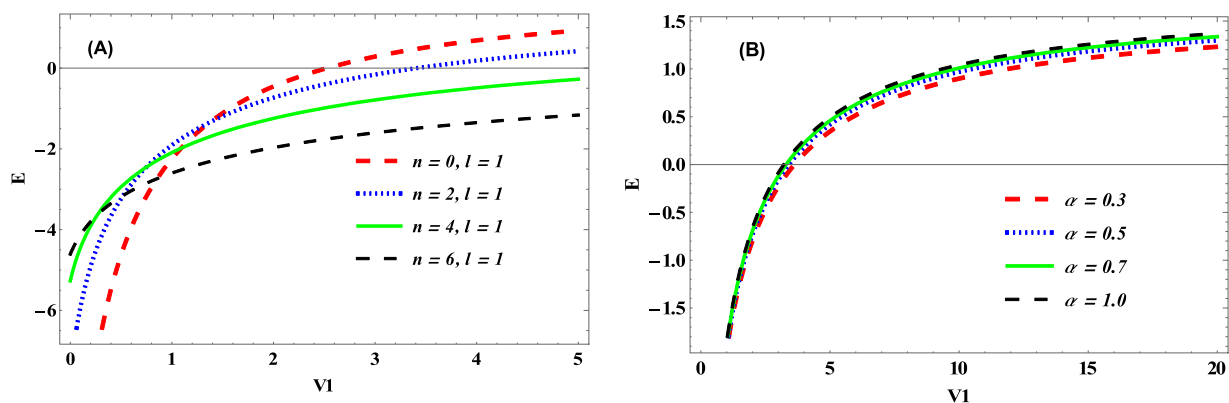 (A)
E
0
−2
−4
−6
n = 0, l = 1
n = 2, l = 1
n = 4, l = 1
n = 6, l = 1
0 1 2 3 4 5
V1
(B)
E
1.5
1.0
0.5
0.0
−0.5
−1.0
−1.5
α = 0.3
α = 0.5
α = 0.7
α = 1.0
0 5 10 15 20
V1